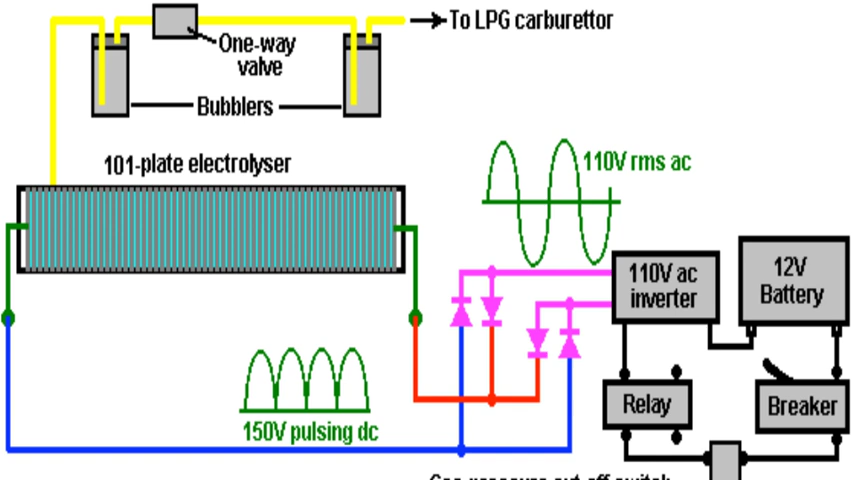 To LPG carburettor
One-way
valve
Bubblers
101-plate electrolyser
110V rms ac
110V ac
inverter
12V
Battery
150V pulsing dc
Relay
Breaker